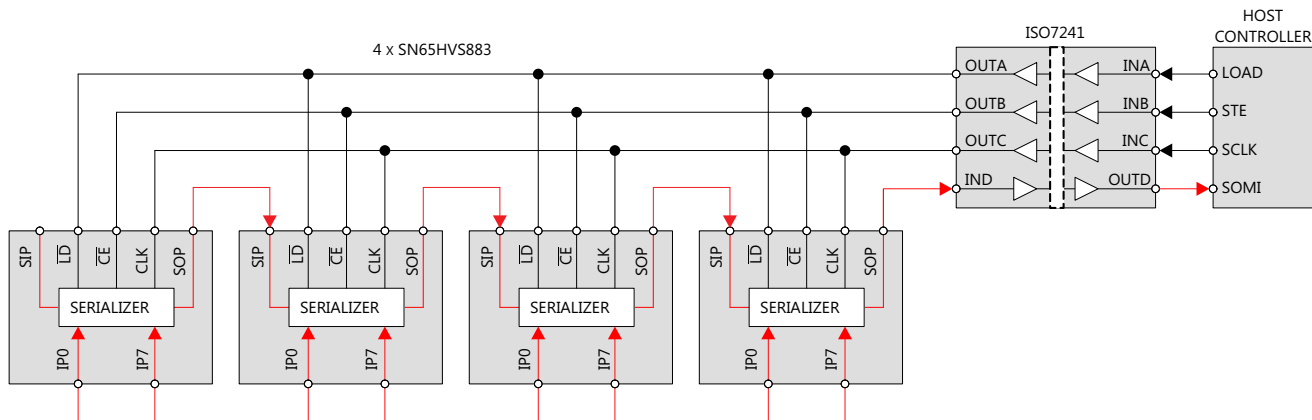 HOST
CONTROLLER
ISO7241
4 x SN65HVS883
OUTA
INA
LOAD
OUTB
INB
STE
OUTC
INC
SCLK
IND
OUTD
SOMI
SIP
LD
CE
CLK
SOP
SIP
LD
CE
CLK
SOP
SIP
LD
CE
CLK
SOP
SIP
LD
CE
CLK
SOP
SERIALIZER
SERIALIZER
SERIALIZER
SERIALIZER
IP0
IP7
IP0
IP7
IP0
IP7
IP0
IP7